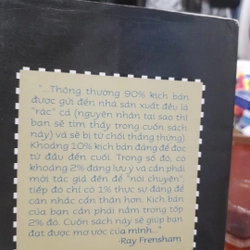 "...Thông thường 90% kịch bản
được gửi đến nhà sản xuất đều là
"rác" cả (nguyên nhân tại sao thì
bạn sẽ tìm thấy trong cuốn sách
này) và sẽ bị từ chối thẳng thừng).
Khoảng 10% kịch bản đáng để đọc
từ đầu đến cuối. Trong số đó, có
khoảng 2% đáng lưu ý và cần phải
mời tác giả đến để "nói chuyện",
tiếp đó chỉ có 1% thực sự đáng để
cân nhắc cẩn thận hơn. Kịch bản
của bạn cần phải nằm trong tốp
2% đó. Cuốn sách này sẽ giúp bạn
đạt được mơ ước của mình..."
-Ray Frensham